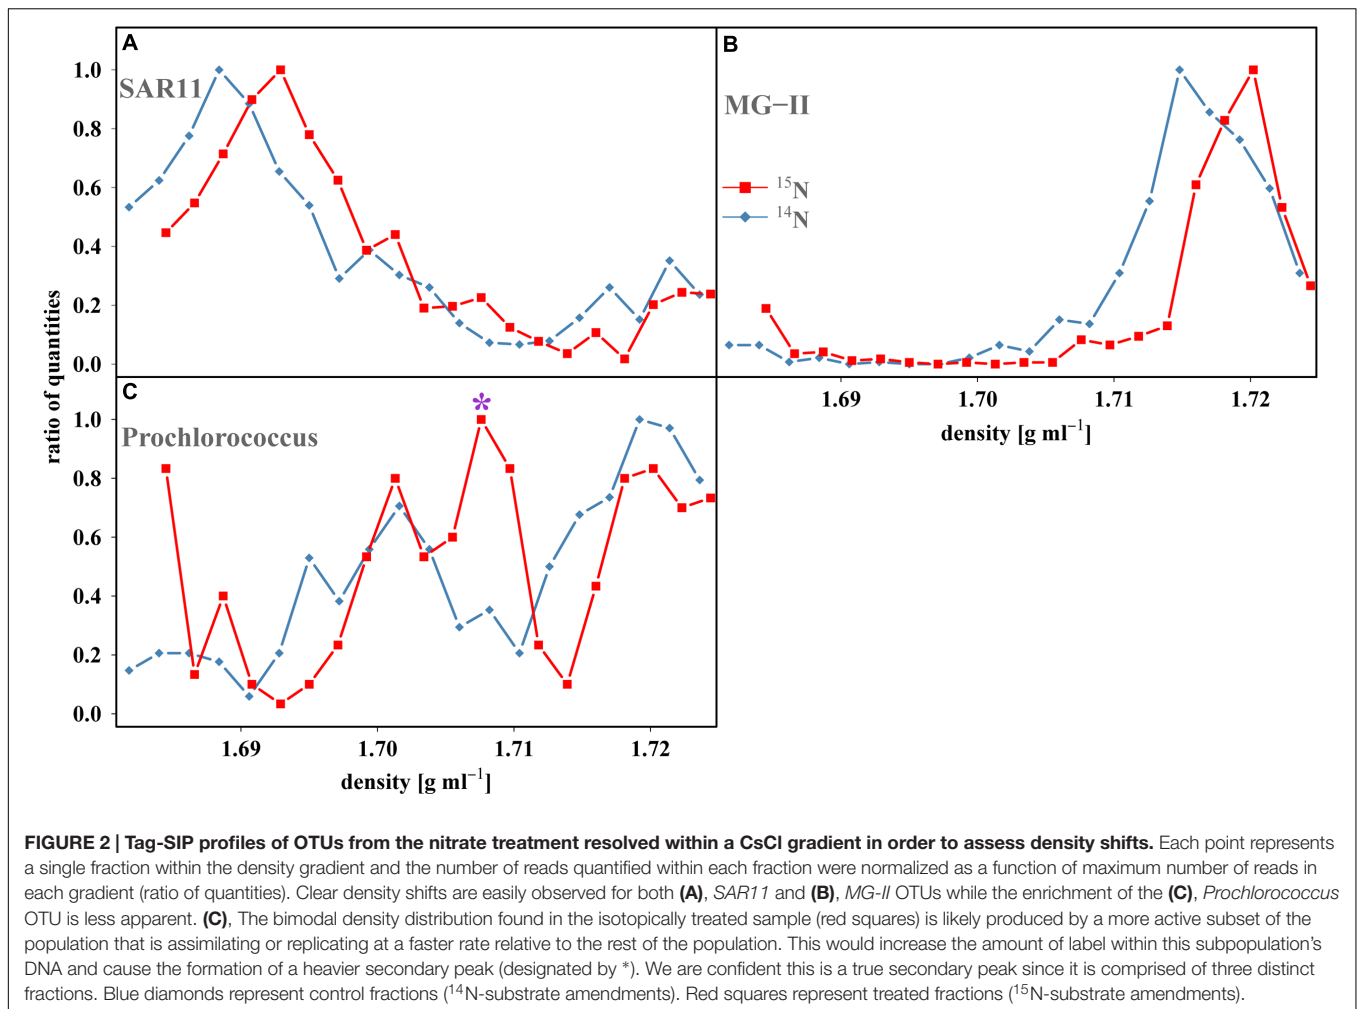 A
SAR11
1.0
0.8
0.6
0.4
0.2
0.0
B
MG-II
15N
14N
1.69 1.70 1.71 1.72
density [g ml−1]
ratio of quantities
C
*
Prochlorococcus
1.0
0.8
0.6
0.4
0.2
0.0
1.69 1.70 1.71 1.72
density [g ml−1]
FIGURE 2 | Tag-SIP profiles of OTUs from the nitrate treatment resolved within a CsCl gradient in order to assess density shifts. Each point represents
a single fraction within the density gradient and the number of reads quantified within each fraction were normalized as a function of maximum number of reads in
each gradient (ratio of quantities). Clear density shifts are easily observed for both (A), SAR11 and (B), MG-II OTUs while the enrichment of the (C), Prochlorococcus
OTU is less apparent. (C), The bimodal density distribution found in the isotopically treated sample (red squares) is likely produced by a more active subset of the
population that is assimilating or replicating at a faster rate relative to the rest of the population. This would increase the amount of label within this subpopulation's
DNA and cause the formation of a heavier secondary peak (designated by *). We are confident this is a true secondary peak since it is comprised of three distinct
fractions. Blue diamonds represent control fractions (14N-substrate amendments). Red squares represent treated fractions (15N-substrate amendments).